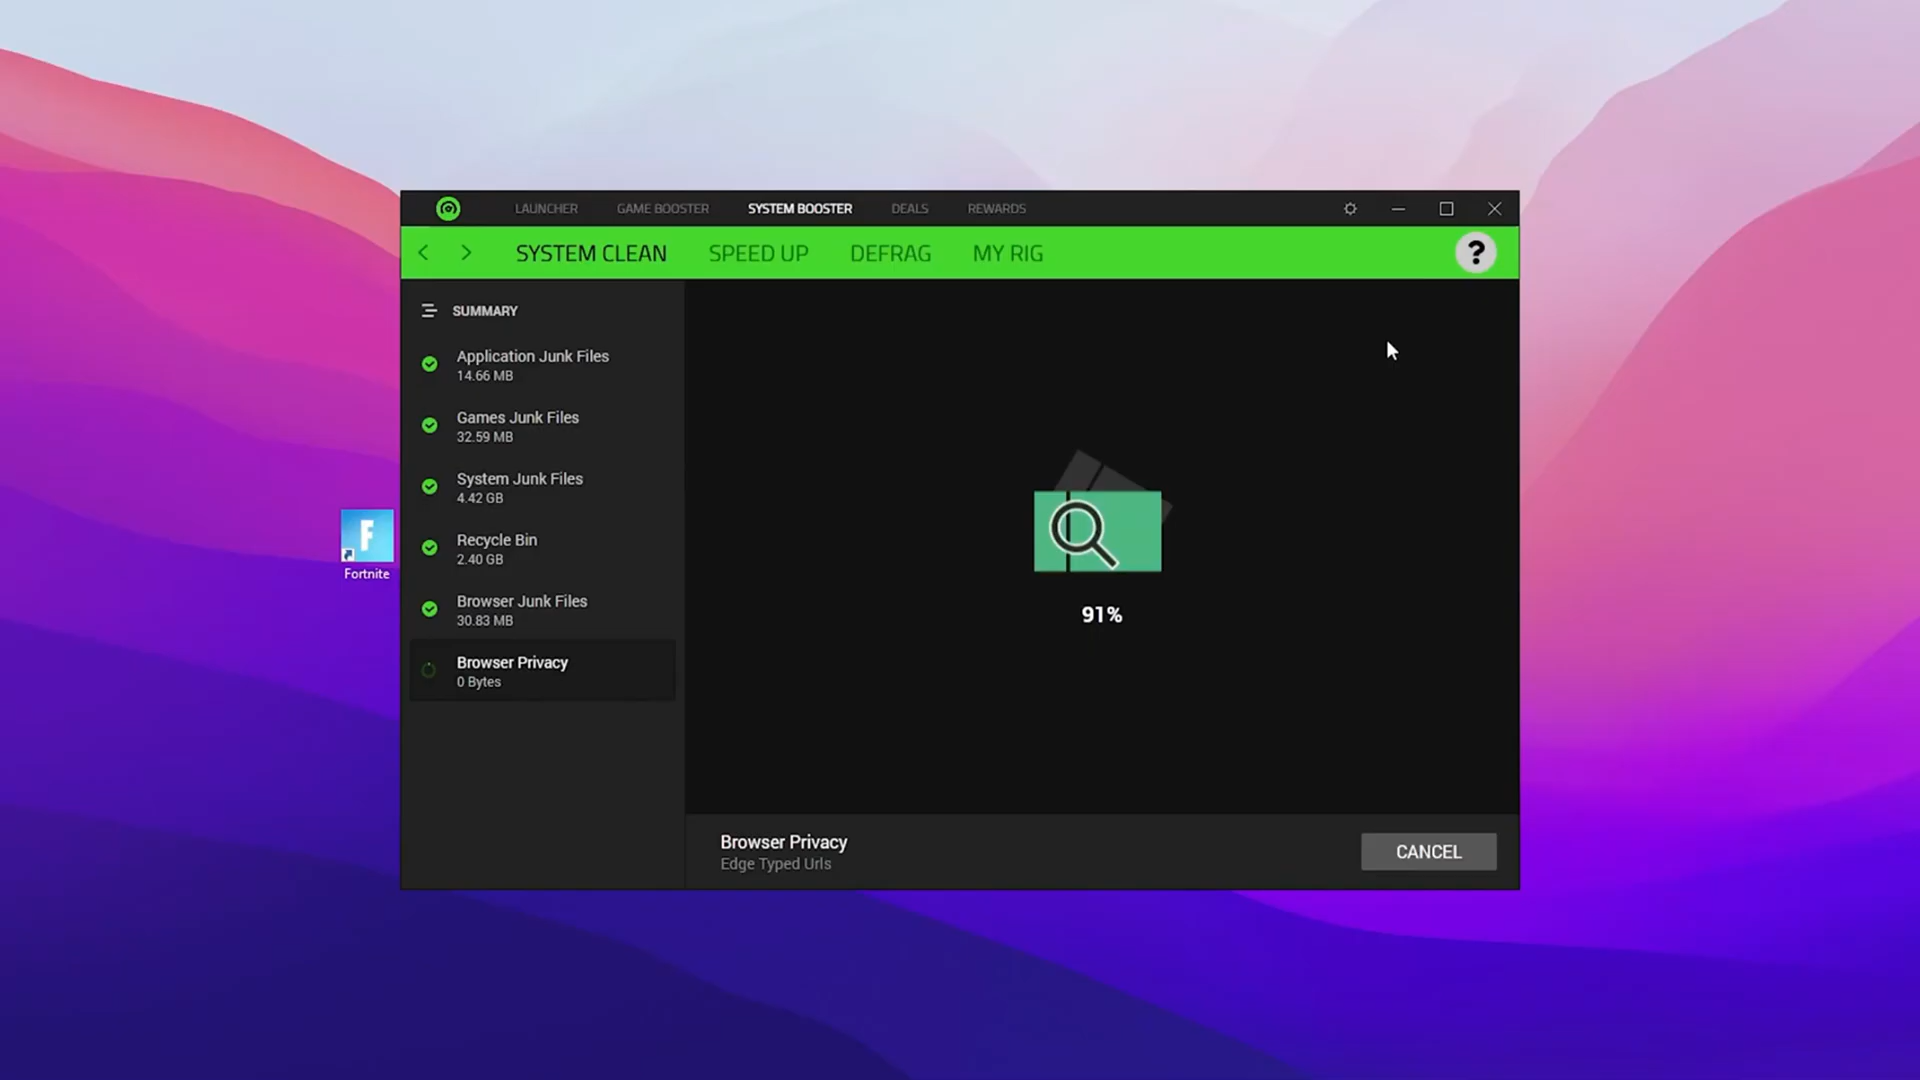 LAUNCHER GAME BOOSTER SYSTEM BOOSTER DEALS REWARDS
SYSTEM CLEAN SPEED UP DEFRAG MY RIG ?
SUMMARY
Application Junk Files
14.66 MB
Games Junk Files
32.59 MB
System Junk Files
4.42 GB
Recycle Bin
2.40 GB
Browser Junk Files
30.83 MB
Browser Privacy
0 Bytes
F
Fortnite
91%
Browser Privacy
Edge Typed Urls
CANCEL